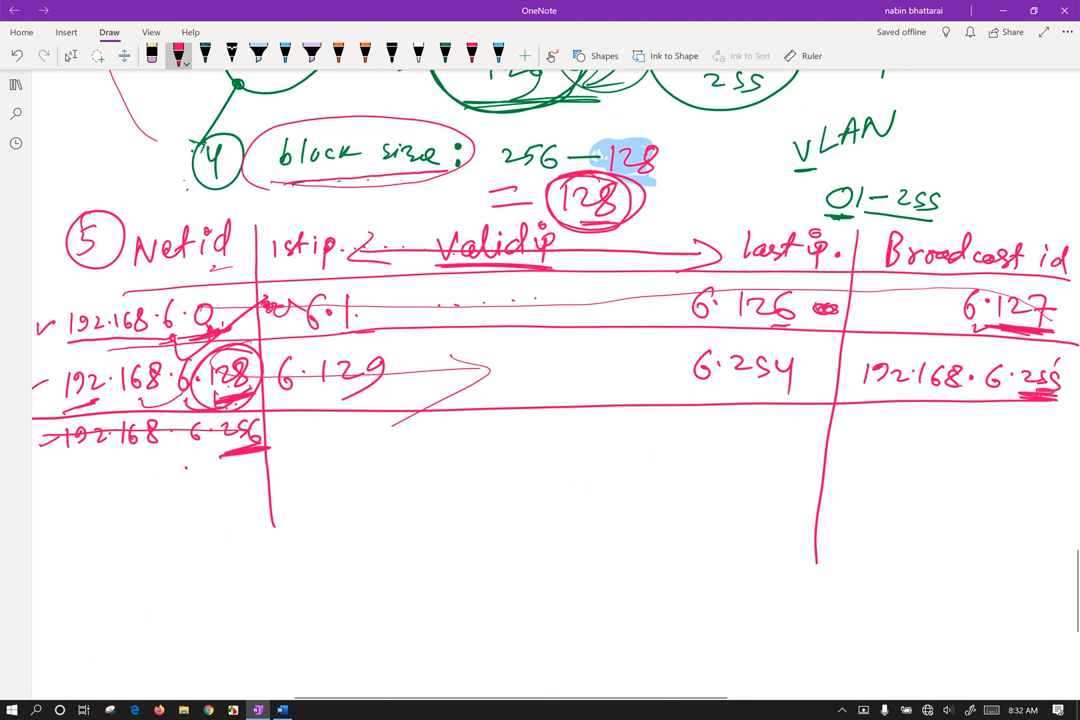 OneNote
nabin bhattarai
Home Insert Draw View Help
Saved offline Share
Shapes Ink to Shape Ink to Text Ruler
255
4 block size: 256 - 128
VLAN
= 128
01-255
5 Netid 1st ip. valid ip last ip. Broadcast id
192.168.6.0 6.1 6.126 6.127
192.168.6.128 6.129 6.254 192.168.6.255
192.168.6.256
8:32 AM